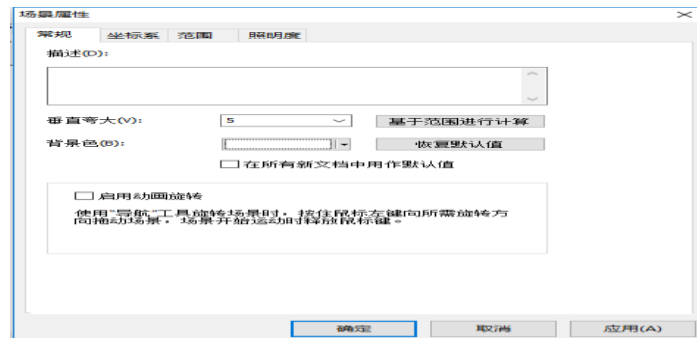 场景属性
常规 坐标系 范围 照明度
描述(D):
垂直夸大(V): 5 基于范围进行计算
背景色(B): 恢复默认值
在所有新文档中用作默认值
启用动画旋转
使用"导航"工具旋转场景时，按住鼠标左键向所需旋转方
向拖动场景，场景开始运动时释放鼠标键。
确定 取消 应用(A)